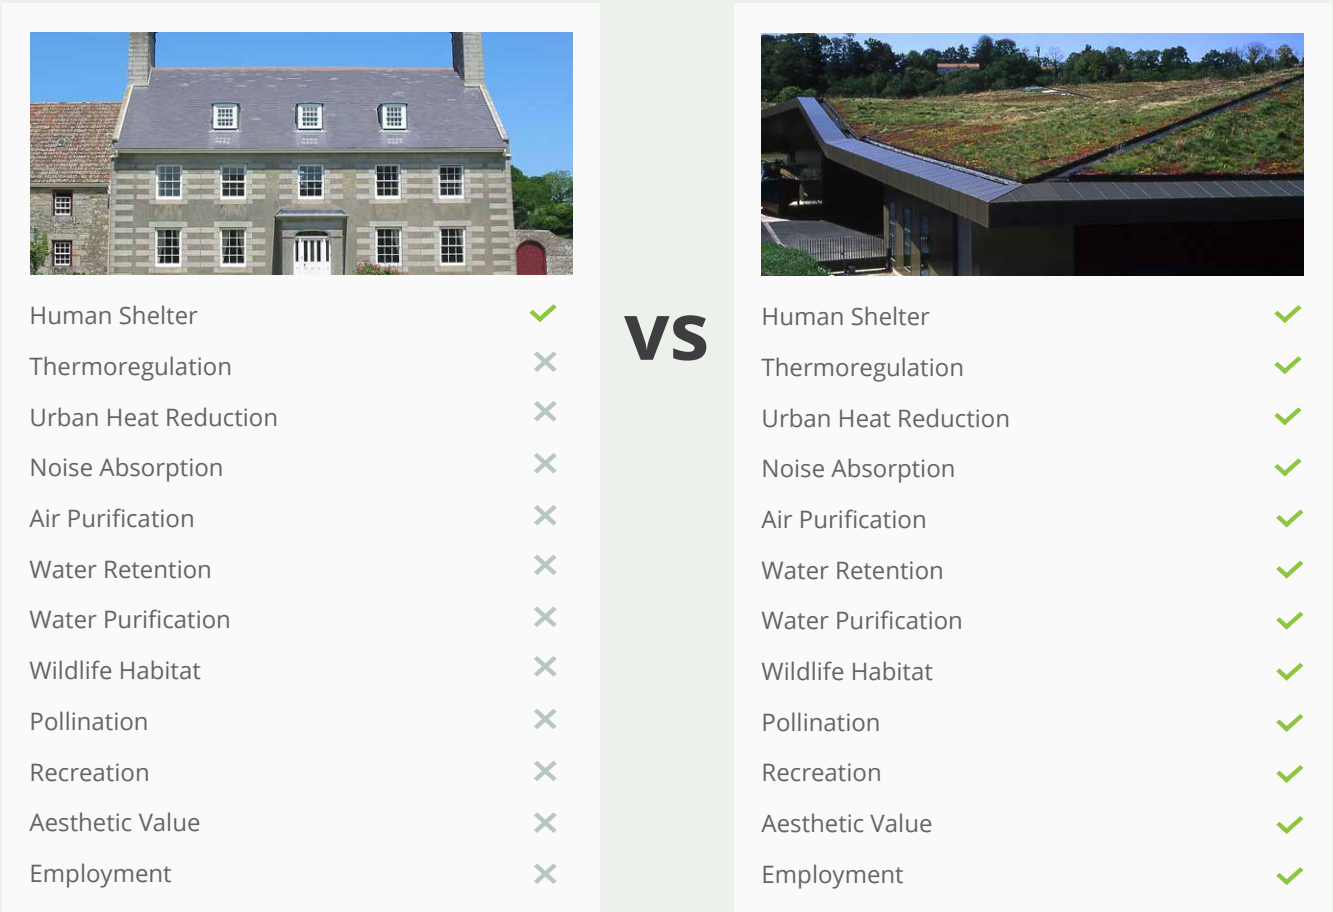 Human Shelter
Thermoregulation
Urban Heat Reduction
Noise Absorption
Air Purification
Water Retention
Water Purification
Wildlife Habitat
Pollination
Recreation
Aesthetic Value
Employment
vs
Human Shelter
Thermoregulation
Urban Heat Reduction
Noise Absorption
Air Purification
Water Retention
Water Purification
Wildlife Habitat
Pollination
Recreation
Aesthetic Value
Employment